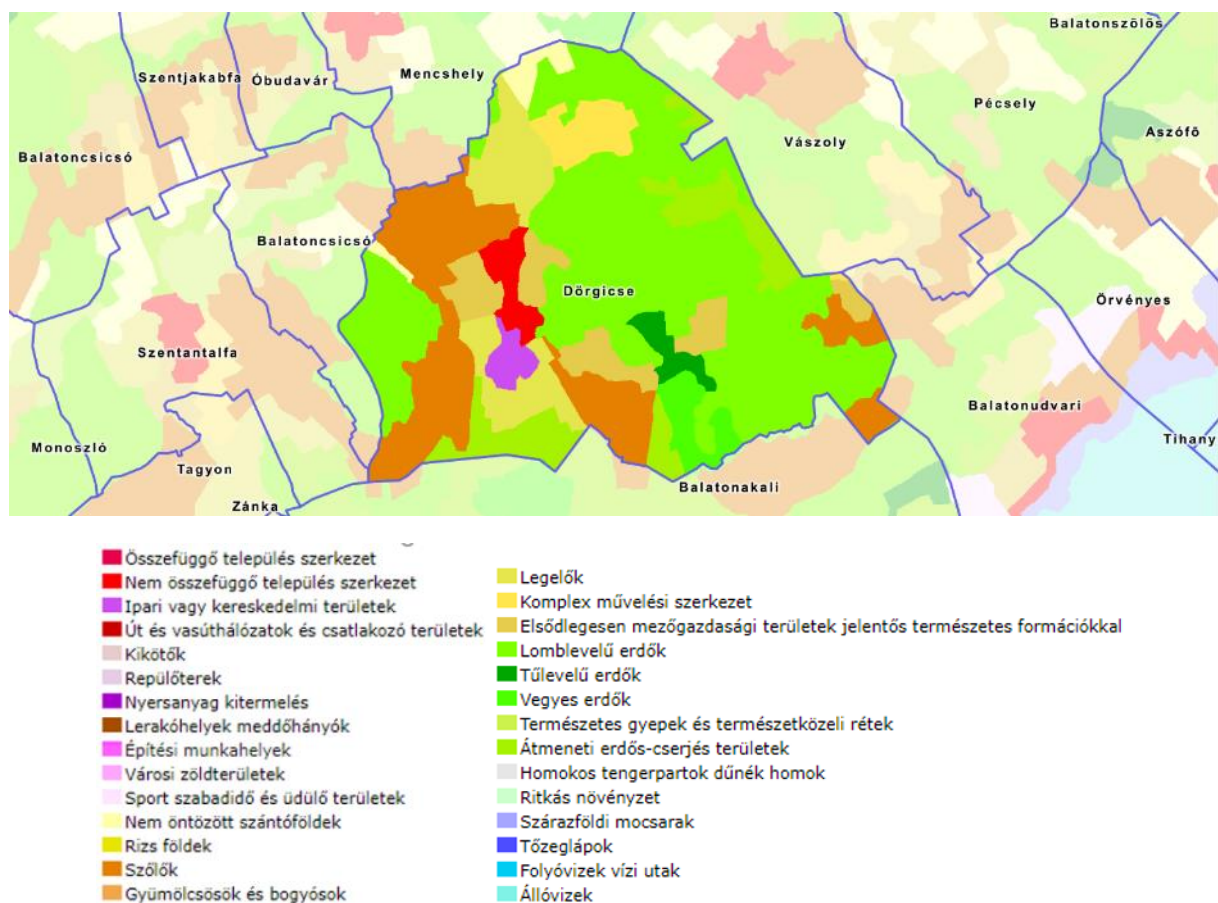 Balatonszőlős
Szentjakabfa
Óbudavár
Mencshely
Pécsely
Aszófő
Vászoly
Balatoncsicsó
Balatoncsicsó
Dörgicse
Örvényes
Szentantalfa
Balatonudvari
Monoszló
Tihany
Tagyon
Balatonakali
Zánka
Összefüggő település szerkezet
Nem összefüggő település szerkezet
Ipari vagy kereskedelmi területek
Út és vasúthálózatok és csatlakozó területek
Kikötők
Repülőterek
Nyersanyag kitermelés
Lerakóhelyek meddőhányók
Építési munkahelyek
Városi zöldterületek
Sport szabadidő és üdülő területek
Nem öntözött szántóföldek
Rizs földek
Szőlők
Gyümölcsösök és bogyósok
Legelők
Komplex művelési szerkezet
Elsődlegesen mezőgazdasági területek jelentős természetes formációkkal
Lomblevelű erdők
Tűlevelű erdők
Vegyes erdők
Természetes gyepek és természetközeli rétek
Átmeneti erdős-cserjés területek
Homokos tengerpartok dűnék homok
Ritkás növényzet
Szárazföldi mocsarak
Tőzeglápok
Folyóvizek vízi utak
Állóvizek